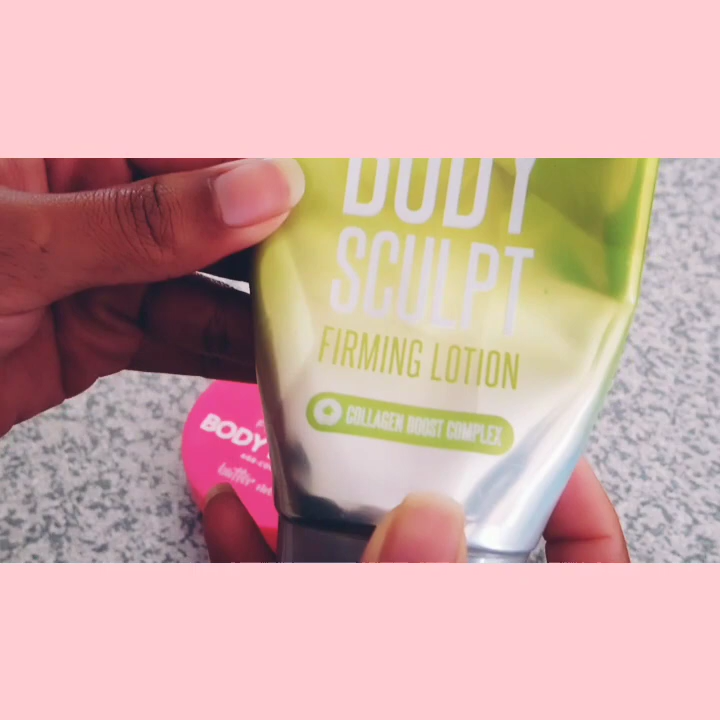 BODY
SCULPT
FIRMING LOTION
COLLAGEN BOOST COMPLEX
BODY